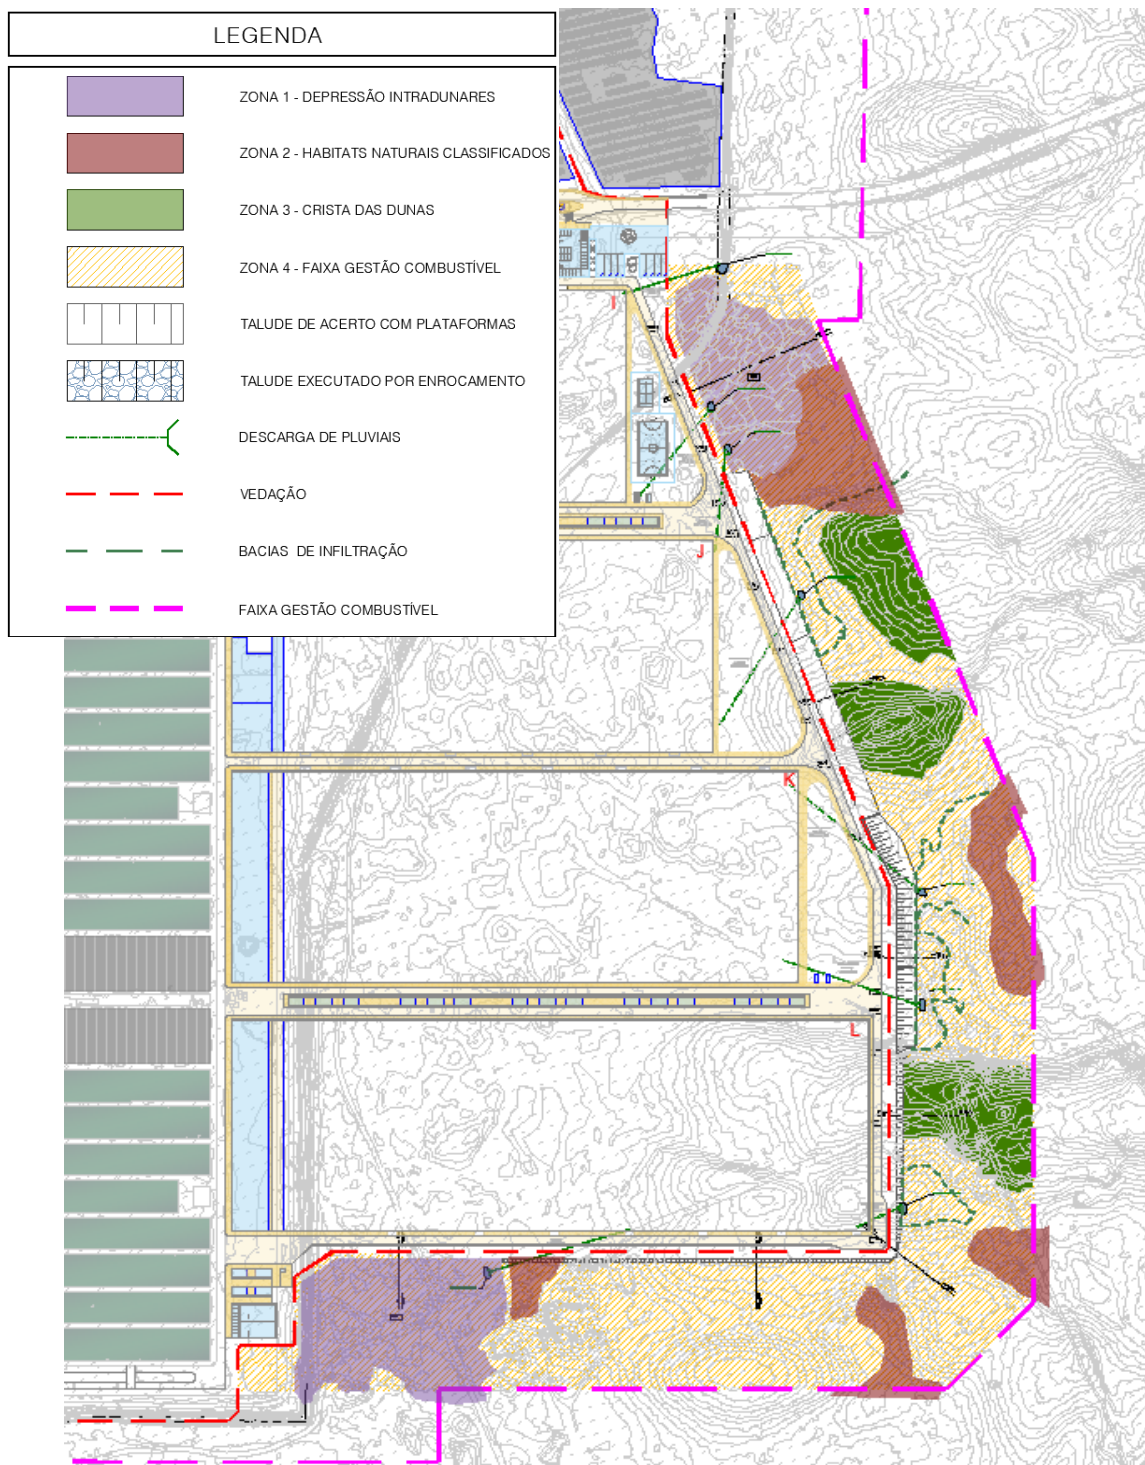 LEGENDA
ZONA 1 - DEPRESSÃO INTRADUNARES
ZONA 2 - HABITATS NATURAIS CLASSIFICADOS
ZONA 3 - CRISTA DAS DUNAS
ZONA 4 - FAIXA GESTÃO COMBUSTÍVEL
TALUDE DE ACERTO COM PLATAFORMAS
TALUDE EXECUTADO POR ENROCAMENTO
DESCARGA DE PLUVIAIS
VEDAÇÃO
BACIAS DE INFILTRAÇÃO
FAIXA GESTÃO COMBUSTÍVEL
I
J
K
L